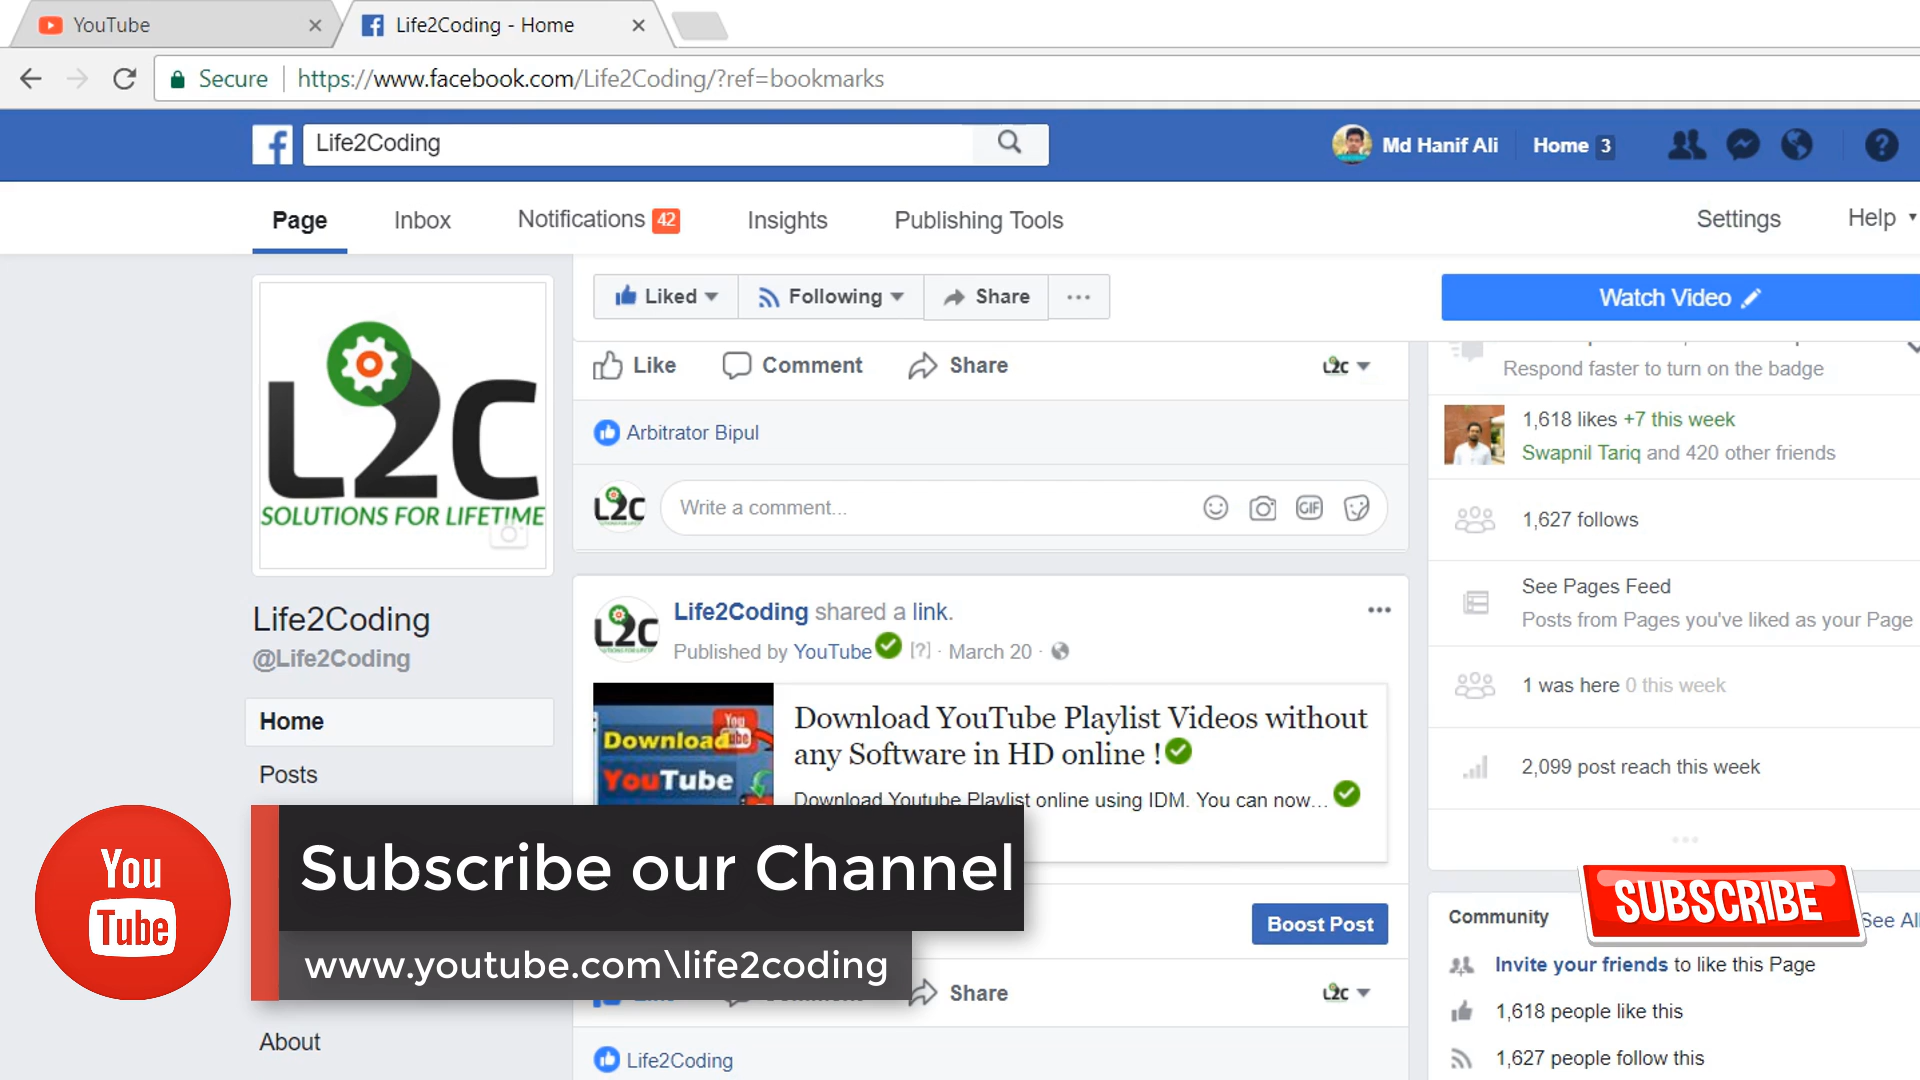 YouTube
Life2Coding - Home
Secure https://www.facebook.com/Life2Coding/?ref=bookmarks
Life2Coding
Md Hanif Ali Home 3
Page Inbox Notifications 42 Insights Publishing Tools Settings Help
Liked Following Share
Watch Video
L2C
SOLUTIONS FOR LIFETIME
Life2Coding
@Life2Coding
Home
Posts
About
Like Comment Share L2C
Arbitrator Bipul
L2C Write a comment... GIF
L2C
Life2Coding shared a link.
Published by YouTube [?] · March 20 ·
You Tube
Download
YouTube
Download YouTube Playlist Videos without
any Software in HD online !
Download Youtube Playlist online using IDM. You can now...
Boost Post
Share L2C
Life2Coding
Respond faster to turn on the badge
1,618 likes +7 this week
Swapnil Tariq and 420 other friends
1,627 follows
See Pages Feed
Posts from Pages you've liked as your Page
1 was here 0 this week
2,099 post reach this week
Community
See All
Invite your friends to like this Page
1,618 people like this
1,627 people follow this
You
Tube
Subscribe our Channel
www.youtube.com\life2coding
SUBSCRIBE